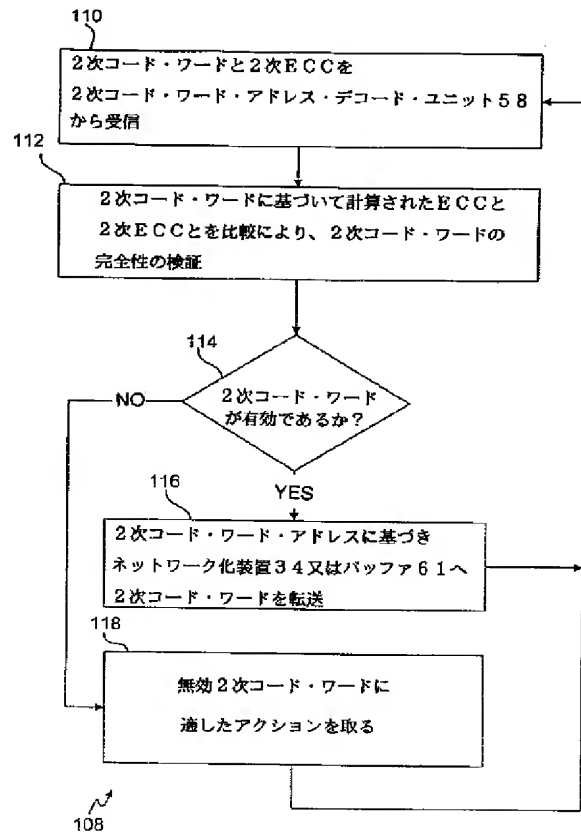 110
2次コード・ワードと2次ECCを
2次コード・ワード・アドレス・デコード・ユニット58
から受信
112
2次コード・ワードに基づいて計算されたECCと
2次ECCとを比較により、2次コード・ワードの
完全性の検証
114
2次コード・ワード
が有効であるか?
NO
YES
116
2次コード・ワード・アドレスに基づき
ネットワーク化装置34又はバッファ61へ
2次コード・ワードを転送
118
無効2次コード・ワードに
適したアクションを取る
108